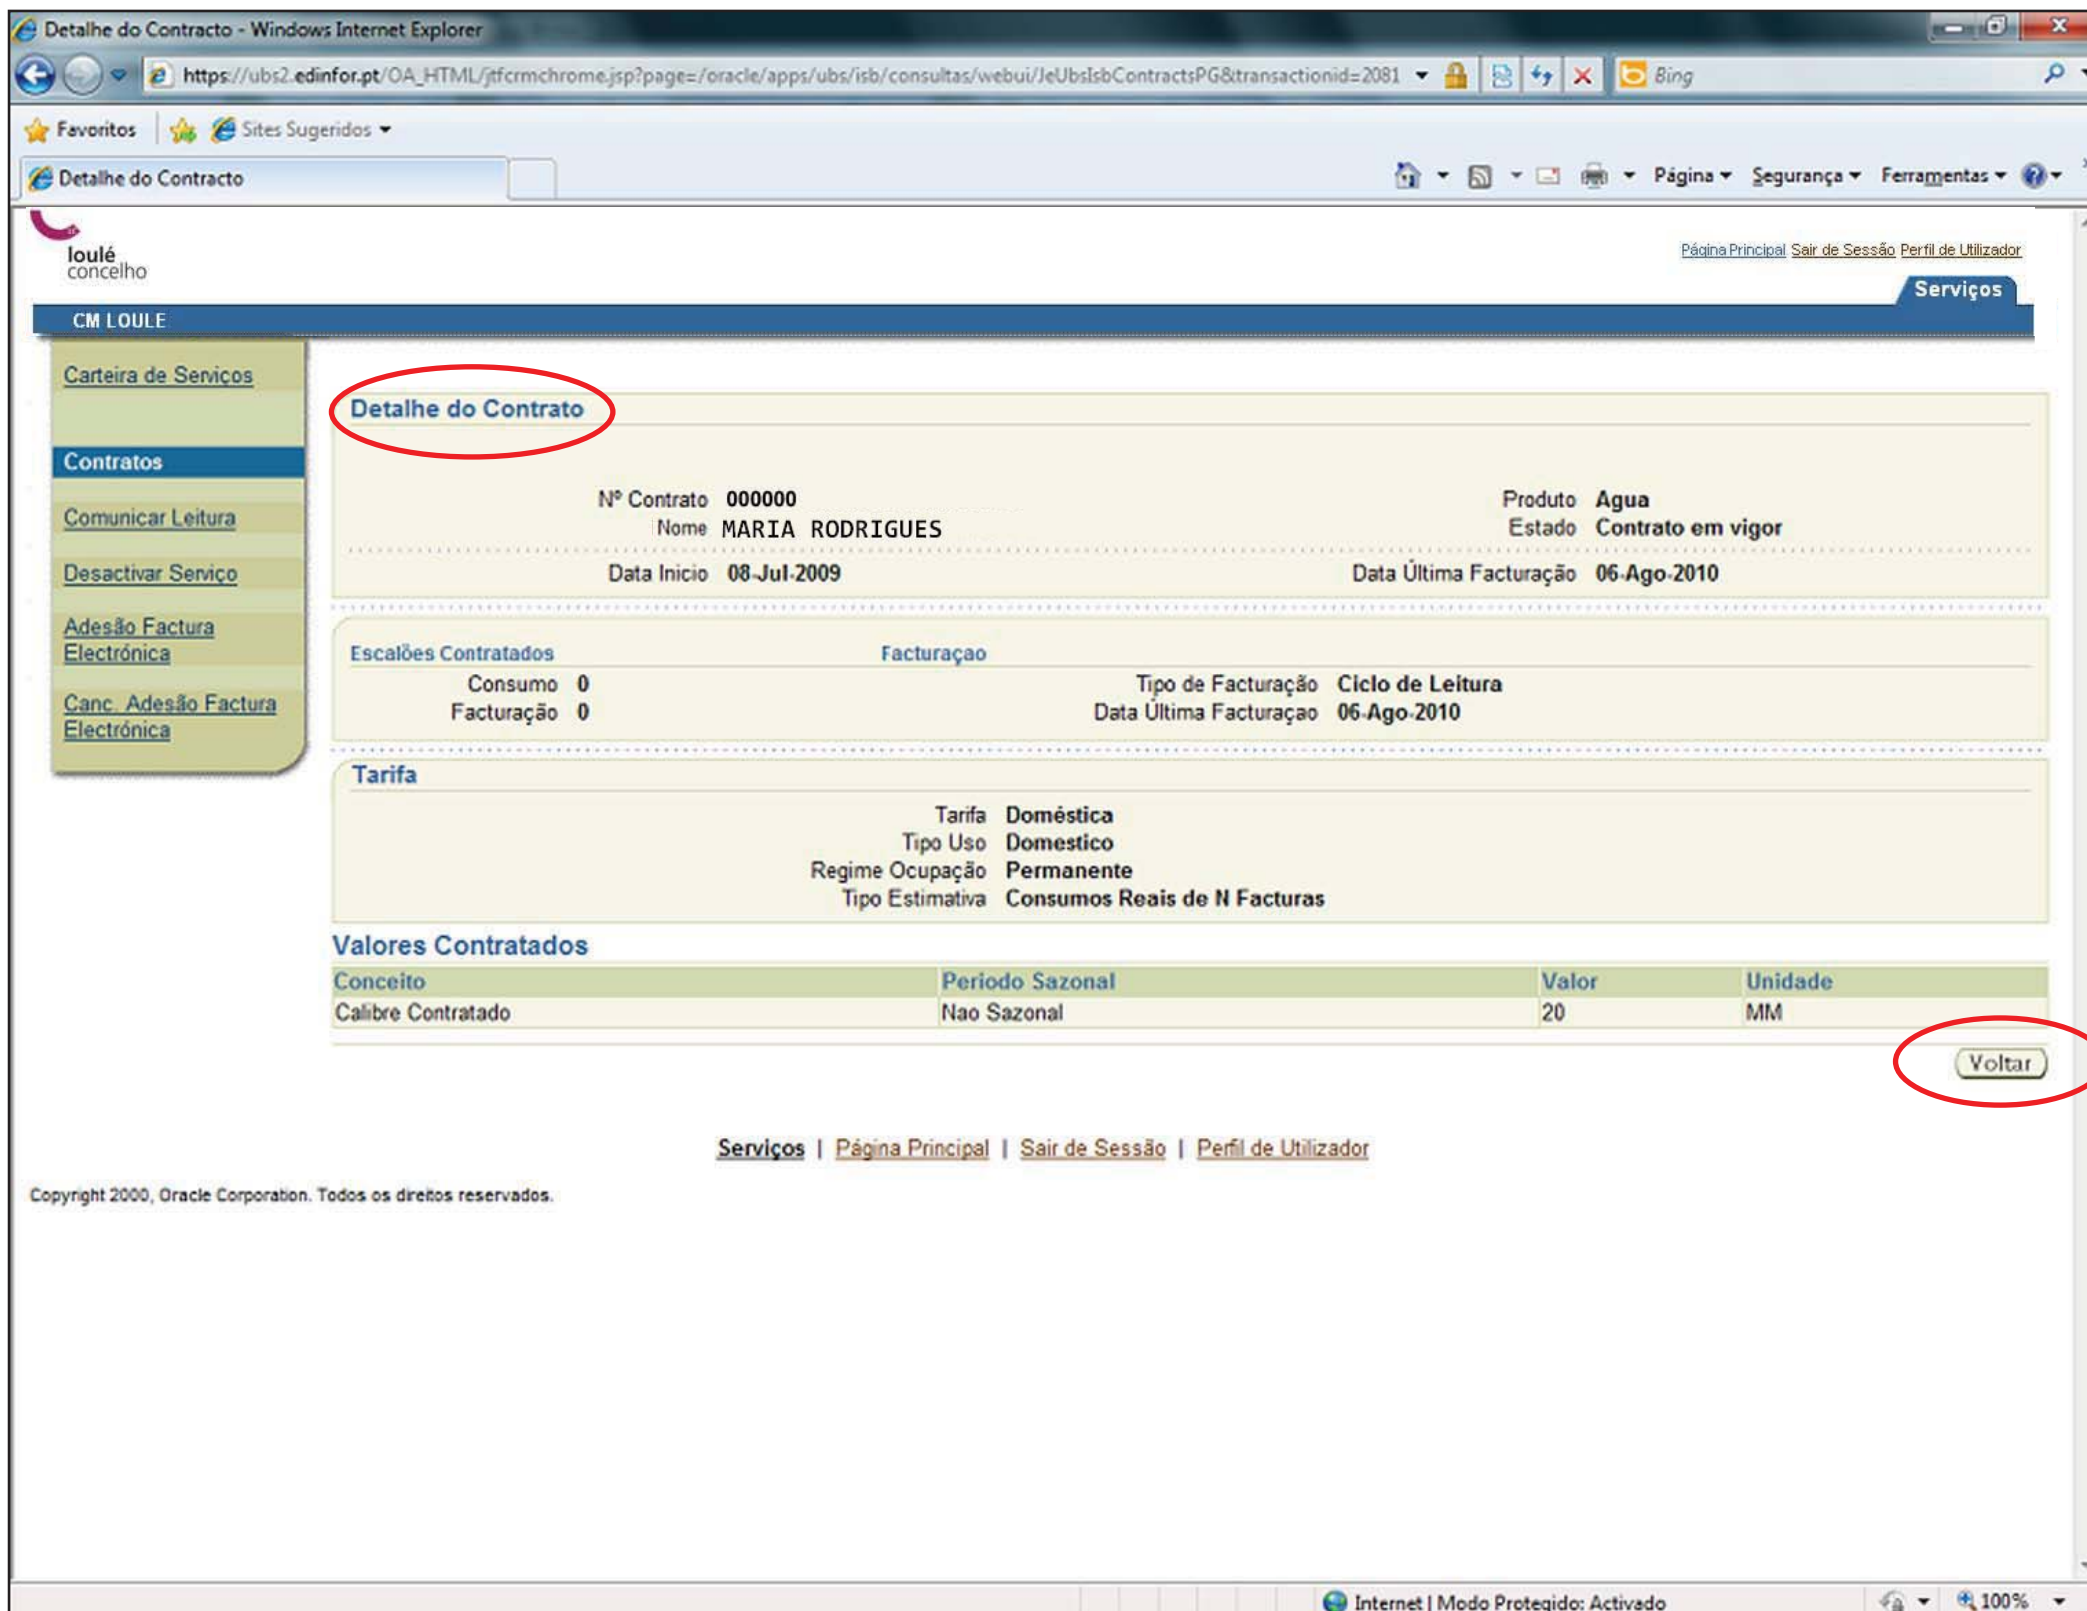 Detalhe do Contracto - Windows Internet Explorer
https://ubs2.edinfor.pt/OA_HTML/jtfcrmchrome.jsp?page=/oracle/apps/ubs/isb/consultas/webui/JeUbsIsbContractsPG&transactionid=2081
Bing
Favoritos
Sites Sugeridos
Detalhe do Contracto
Página
Segurança
Ferramentas
loulé
concelho
Página Principal Sair de Sessão Perfil de Utilizador
Serviços
CM LOULE
Carteira de Serviços
Contratos
Comunicar Leitura
Desactivar Serviço
Adesão Factura
Electrónica
Canc. Adesão Factura
Electrónica
Detalhe do Contrato
Nº Contrato 000000 Produto Agua
Nome MARIA RODRIGUES Estado Contrato em vigor
Data Inicio 08-Jul-2009 Data Última Facturação 06-Ago-2010
Escalões Contratados Facturaçao
Consumo 0 Tipo de Facturação Ciclo de Leitura
Facturação 0 Data Última Facturaçao 06-Ago-2010
Tarifa
Tarifa Doméstica
Tipo Uso Domestico
Regime Ocupação Permanente
Tipo Estimativa Consumos Reais de N Facturas
Valores Contratados
Conceito Periodo Sazonal Valor Unidade
Calibre Contratado Nao Sazonal 20 MM
Voltar
Serviços | Página Principal | Sair de Sessão | Perfil de Utilizador
Copyright 2000, Oracle Corporation. Todos os direitos reservados.
Internet | Modo Protegido: Activado
100%